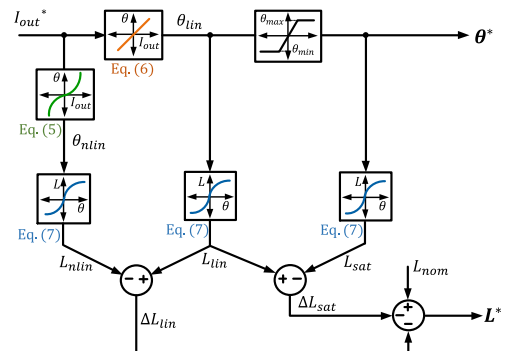 I_out*
θ
I_out
Eq. (6)
θ_lin
θ_max
θ_min
θ*
θ
I_out
Eq. (5)
θ_nlin
L
θ
Eq. (7)
L
θ
Eq. (7)
L
θ
Eq. (7)
L_nlin
L_lin
L_sat
L_nom
− +
+ −
ΔL_lin
ΔL_sat
+
−
−
L*